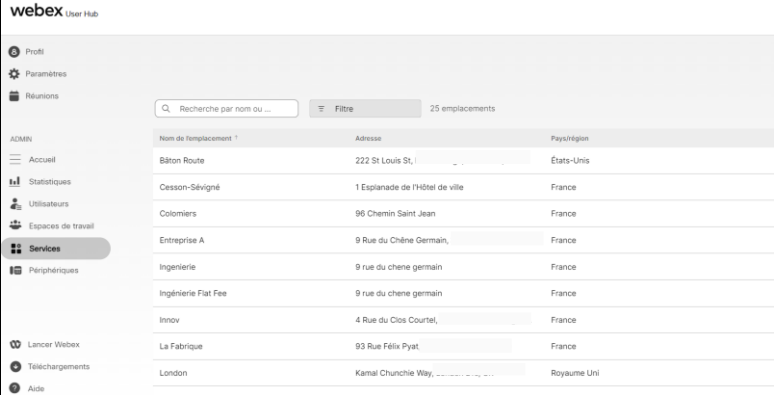 webex User Hub
Profil
Paramètres
Réunions
ADMIN
Accueil
Statistiques
Utilisateurs
Espaces de travail
Services
Périphériques
Lancer Webex
Téléchargements
Aide
Recherche par nom ou ...
Filtre
25 emplacements
Nom de l'emplacement Adresse Pays/région
Bâton Route 222 St Louis St, États-Unis
Cesson-Sévigné 1 Esplanade de l'Hôtel de ville France
Colomiers 96 Chemin Saint Jean France
Entreprise A 9 Rue du Chêne Germain, France
Ingenierie 9 rue du chene germain France
Ingénierie Flat Fee 9 rue du chene germain France
Innov 4 Rue du Clos Courtel, France
La Fabrique 93 Rue Félix Pyat France
London Kamal Chunchie Way, Royaume Uni